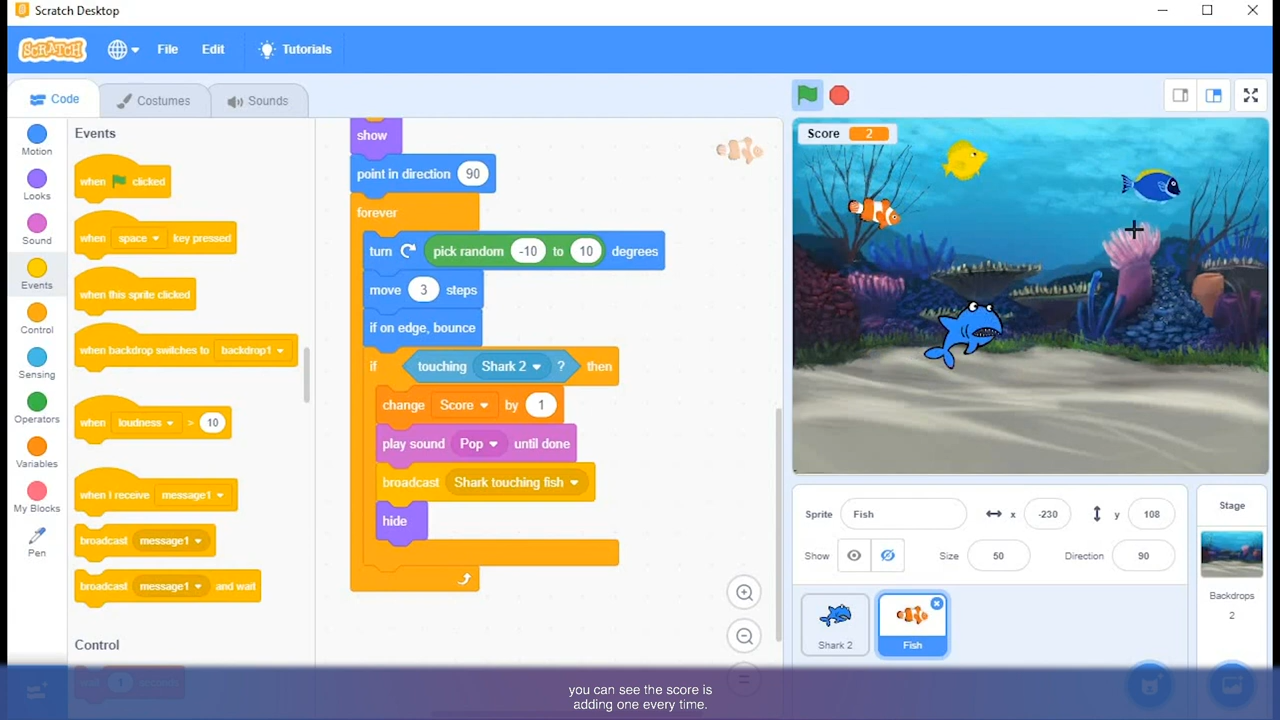 Scratch Desktop
SCRATCH File Edit Tutorials
Code Costumes Sounds
Motion
Looks
Sound
Events
Control
Sensing
Operators
Variables
My Blocks
Pen
Events
when clicked
when space key pressed
when this sprite clicked
when backdrop switches to backdrop1
when loudness > 10
when I receive message1
broadcast message1
broadcast message1 and wait
Control
wait 1 seconds
show
point in direction 90
forever
turn pick random -10 to 10 degrees
move 3 steps
if on edge, bounce
if touching Shark 2 ? then
change Score by 1
play sound Pop until done
broadcast Shark touching fish
hide
Score 2
Sprite Fish x -230 y 108
Show Size 50 Direction 90
Shark 2
Fish
Stage
Backdrops
2
you can see the score is
adding one every time.